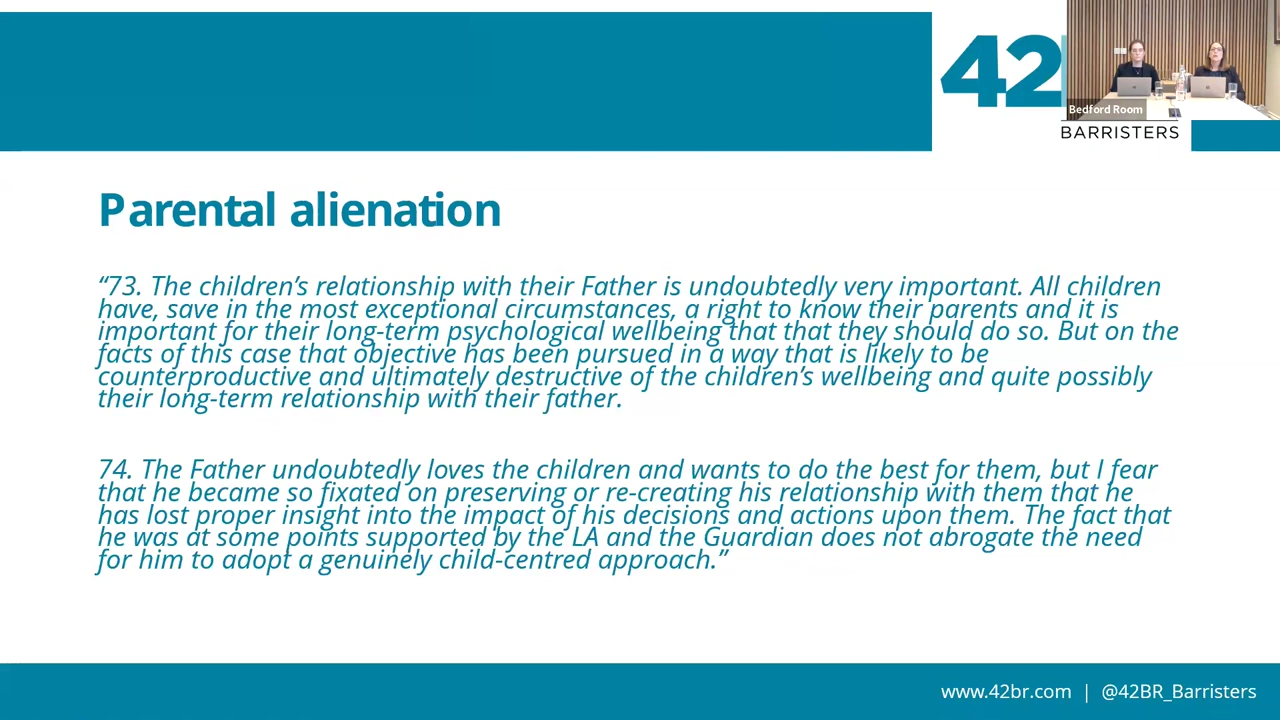 42
Bedford Room
BARRISTERS
Parental alienation
“73. The children’s relationship with their Father is undoubtedly very important. All children
have, save in the most exceptional circumstances, a right to know their parents and it is
important for their long-term psychological wellbeing that that they should do so. But on the
facts of this case that objective has been pursued in a way that is likely to be
counterproductive and ultimately destructive of the children’s wellbeing and quite possibly
their long-term relationship with their father.
74. The Father undoubtedly loves the children and wants to do the best for them, but I fear
that he became so fixated on preserving or re-creating his relationship with them that he
has lost proper insight into the impact of his decisions and actions upon them. The fact that
he was at some points supported by the LA and the Guardian does not abrogate the need
for him to adopt a genuinely child-centred approach.”
www.42br.com | @42BR_Barristers